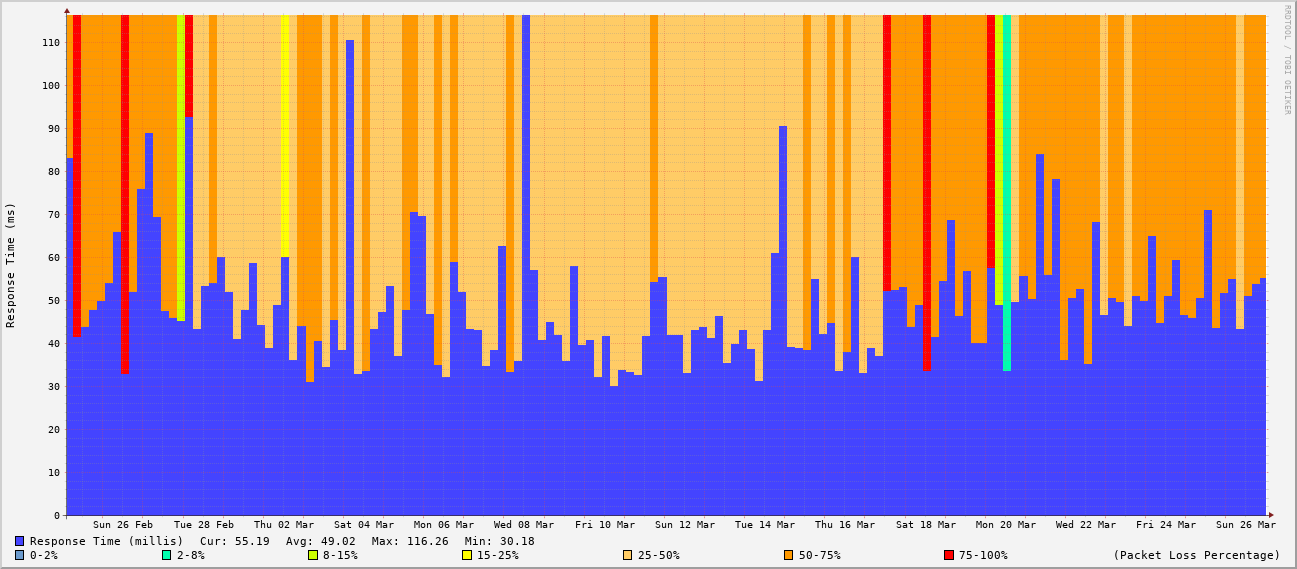 RRDTOOL / TOBI OETIKER
Response Time (ms)
110
100
90
80
70
60
50
40
30
20
10
0
Sun 26 Feb Tue 28 Feb Thu 02 Mar Sat 04 Mar Mon 06 Mar Wed 08 Mar Fri 10 Mar Sun 12 Mar Tue 14 Mar Thu 16 Mar Sat 18 Mar Mon 20 Mar Wed 22 Mar Fri 24 Mar Sun 26 Mar
Response Time (millis) Cur: 55.19 Avg: 49.02 Max: 116.26 Min: 30.18
0-2% 2-8% 8-15% 15-25% 25-50% 50-75% 75-100% (Packet Loss Percentage)